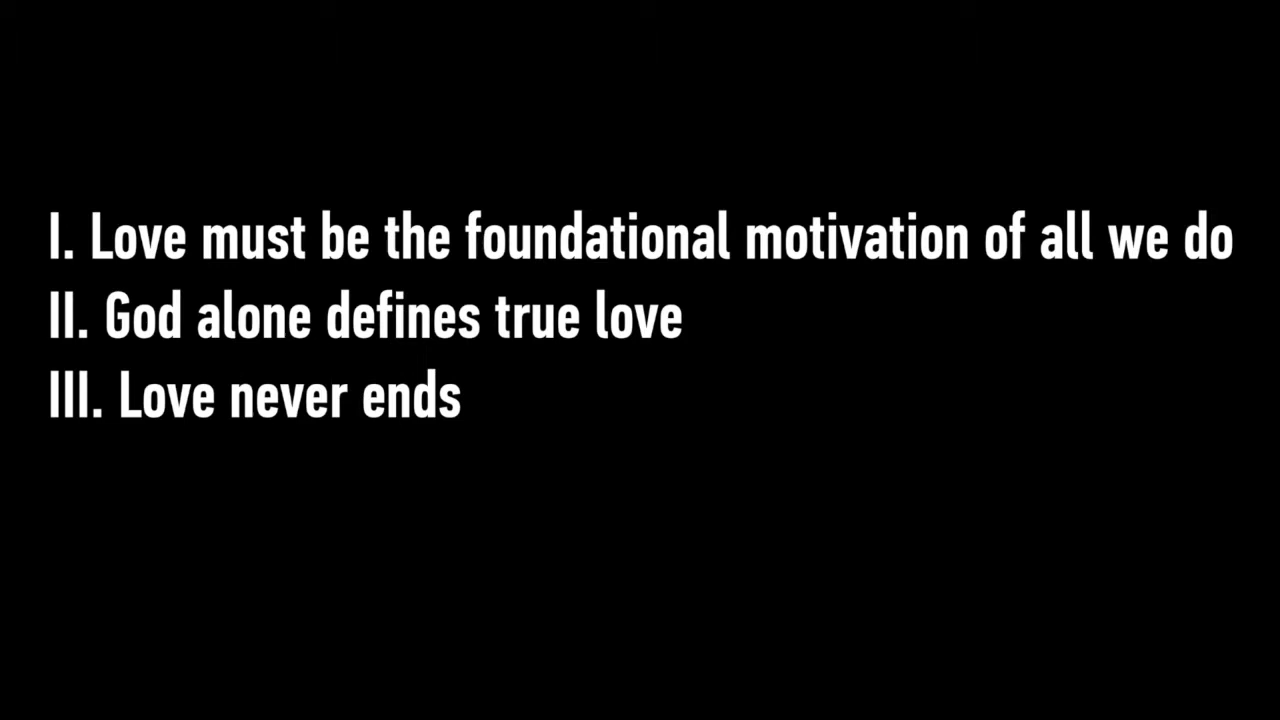 I. Love must be the foundational motivation of all we do
II. God alone defines true love
III. Love never ends